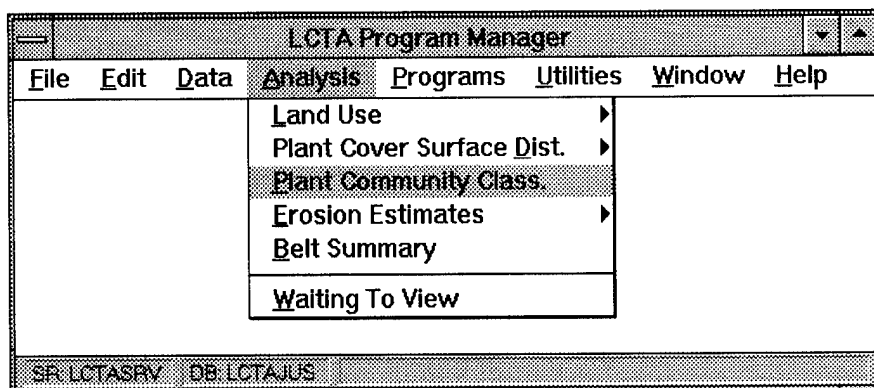 LCTA Program Manager
File Edit Data Analysis Programs Utilities Window Help
Land Use
Plant Cover Surface Dist.
Plant Community Class.
Erosion Estimates
Belt Summary
Waiting To View
SR:LCTASRV DB:LCTAJUS